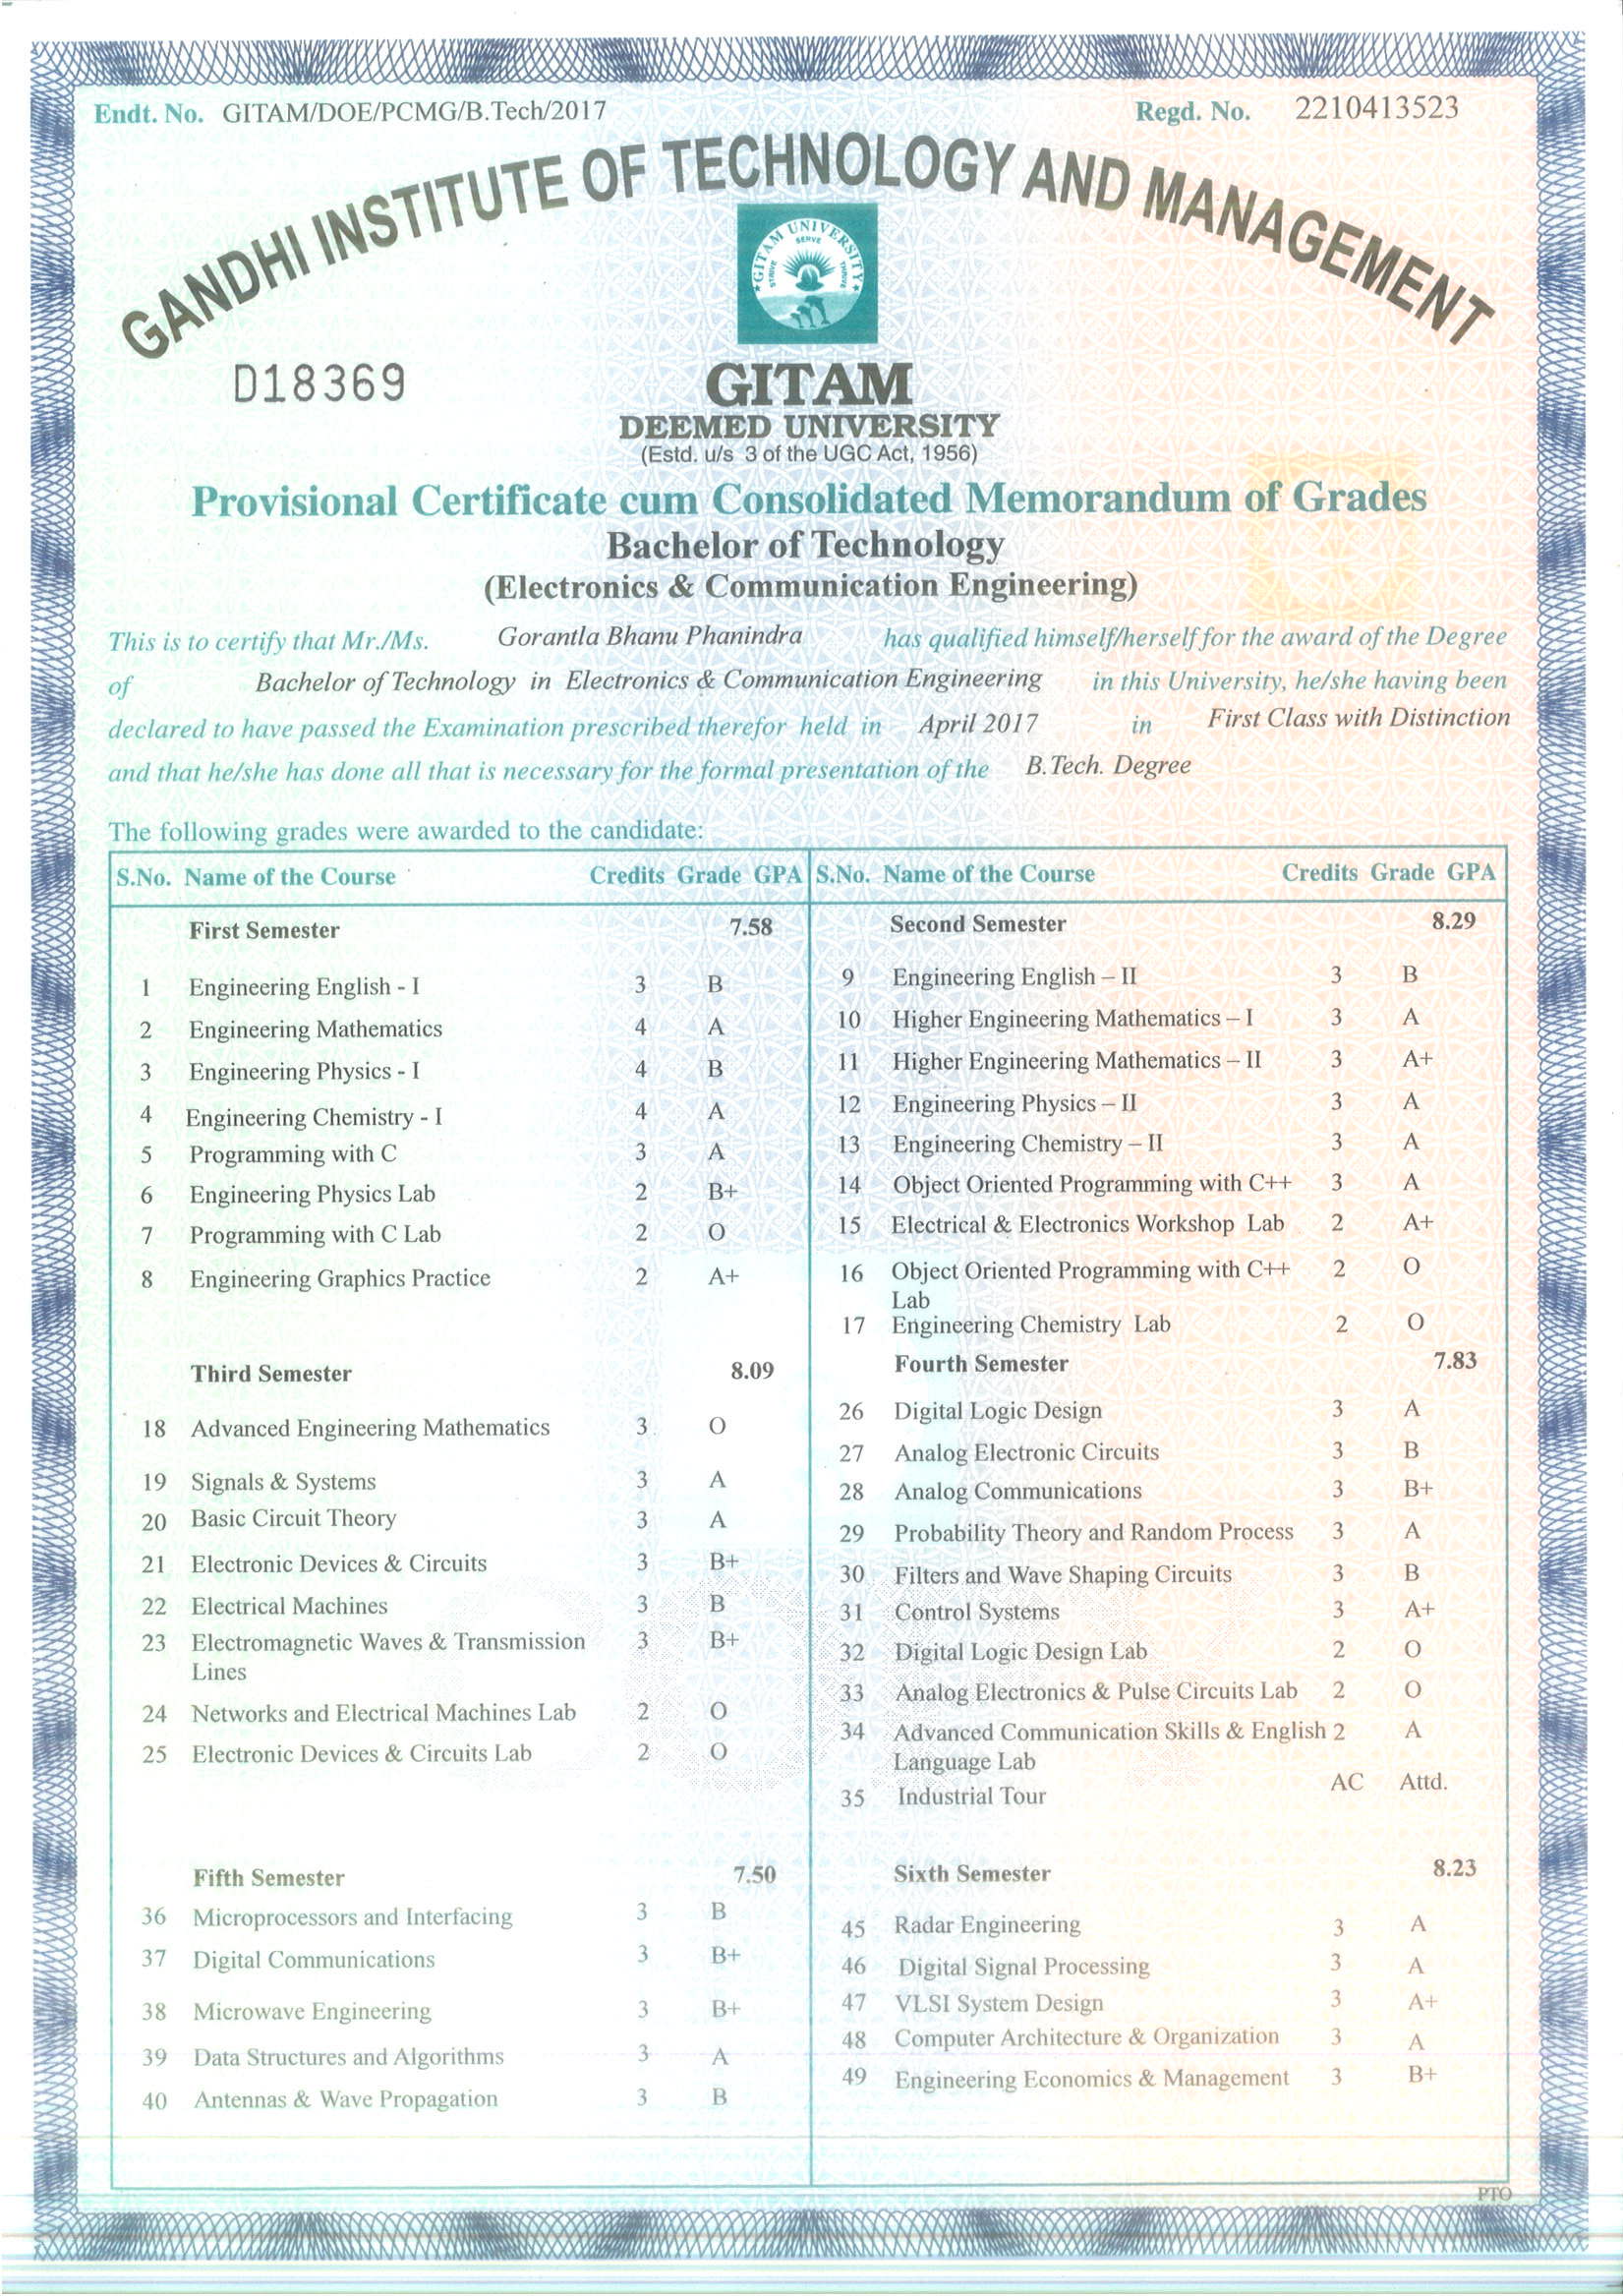 Endt. No. GITAM/DOE/PCMG/B.Tech/2017
Regd. No. 2210413523
GANDHI INSTITUTE OF TECHNOLOGY AND MANAGEMENT
GITAM UNIVERSITY
STRIVE SERVE THRIVE
D18369
GITAM
DEEMED UNIVERSITY
(Estd. u/s 3 of the UGC Act, 1956)
Provisional Certificate cum Consolidated Memorandum of Grades
Bachelor of Technology
(Electronics & Communication Engineering)
This is to certify that Mr./Ms. Gorantla Bhanu Phanindra has qualified himself/herself for the award of the Degree
of Bachelor of Technology in Electronics & Communication Engineering in this University, he/she having been
declared to have passed the Examination prescribed therefor held in April 2017 in First Class with Distinction
and that he/she has done all that is necessary for the formal presentation of the B.Tech. Degree
The following grades were awarded to the candidate:
S.No. Name of the Course Credits Grade GPA
First Semester 7.58
1 Engineering English - I 3 B
2 Engineering Mathematics 4 A
3 Engineering Physics - I 4 B
4 Engineering Chemistry - I 4 A
5 Programming with C 3 A
6 Engineering Physics Lab 2 B+
7 Programming with C Lab 2 O
8 Engineering Graphics Practice 2 A+
Third Semester 8.09
18 Advanced Engineering Mathematics 3 O
19 Signals & Systems 3 A
20 Basic Circuit Theory 3 A
21 Electronic Devices & Circuits 3 B+
22 Electrical Machines 3 B
23 Electromagnetic Waves & Transmission 3 B+
Lines
24 Networks and Electrical Machines Lab 2 O
25 Electronic Devices & Circuits Lab 2 O
Fifth Semester 7.50
36 Microprocessors and Interfacing 3 B
37 Digital Communications 3 B+
38 Microwave Engineering 3 B+
39 Data Structures and Algorithms 3 A
40 Antennas & Wave Propagation 3 B
S.No. Name of the Course Credits Grade GPA
Second Semester 8.29
9 Engineering English – II 3 B
10 Higher Engineering Mathematics – I 3 A
11 Higher Engineering Mathematics – II 3 A+
12 Engineering Physics – II 3 A
13 Engineering Chemistry – II 3 A
14 Object Oriented Programming with C++ 3 A
15 Electrical & Electronics Workshop Lab 2 A+
16 Object Oriented Programming with C++ 2 O
Lab
17 Engineering Chemistry Lab 2 O
Fourth Semester 7.83
26 Digital Logic Design 3 A
27 Analog Electronic Circuits 3 B
28 Analog Communications 3 B+
29 Probability Theory and Random Process 3 A
30 Filters and Wave Shaping Circuits 3 B
31 Control Systems 3 A+
32 Digital Logic Design Lab 2 O
33 Analog Electronics & Pulse Circuits Lab 2 O
34 Advanced Communication Skills & English 2 A
Language Lab
35 Industrial Tour AC Attd.
Sixth Semester 8.23
45 Radar Engineering 3 A
46 Digital Signal Processing 3 A
47 VLSI System Design 3 A+
48 Computer Architecture & Organization 3 A
49 Engineering Economics & Management 3 B+
PTO